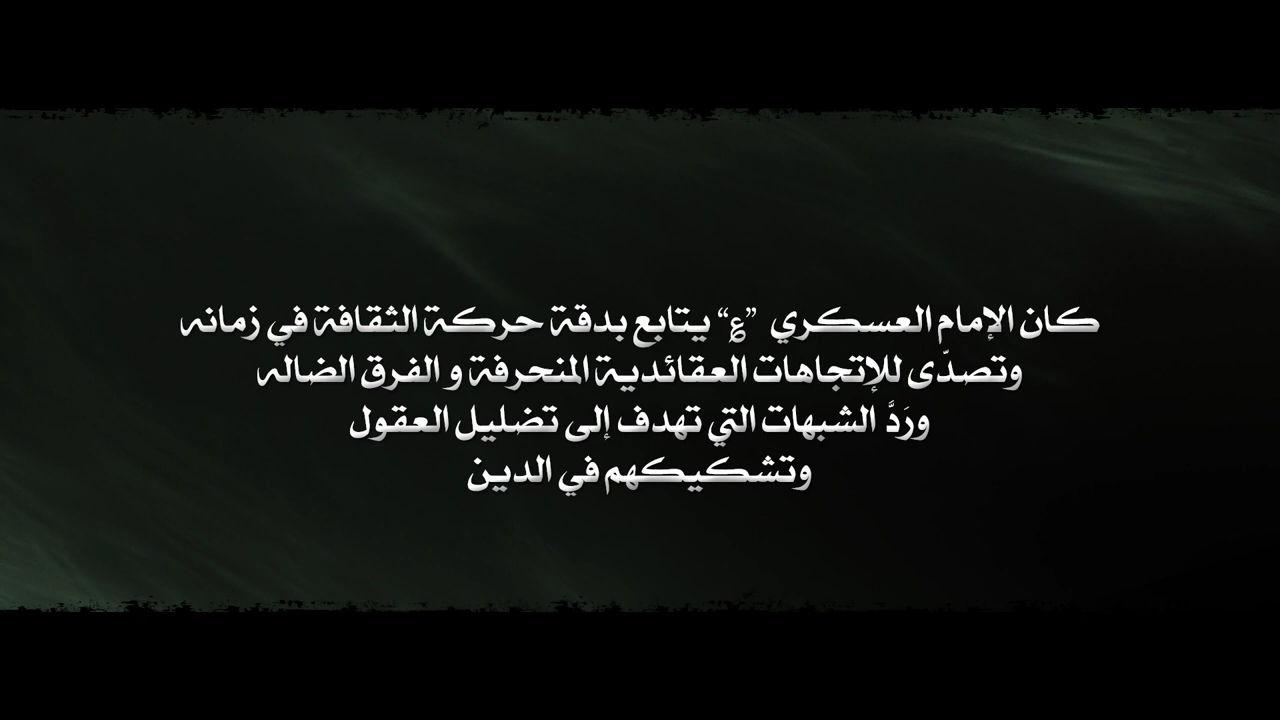 كان الإمام العسكري "ع" يتابع بدقة حركة الثقافة في زمانه
وتصدّى للإتجاهات العقائدية المنحرفة و الفرق الضاله
ورَدَّ الشبهات التي تهدف إلى تضليل العقول
وتشكيكهم في الدين